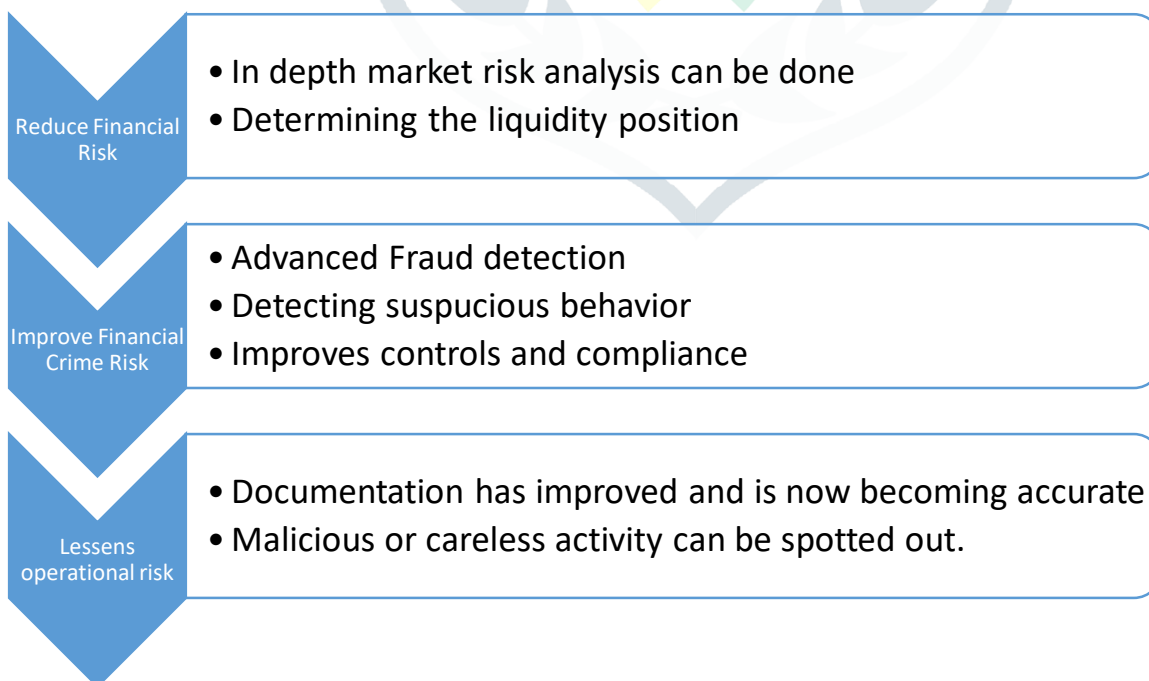 Reduce Financial
Risk
• In depth market risk analysis can be done
• Determining the liquidity position
Improve Financial
Crime Risk
• Advanced Fraud detection
• Detecting suspucious behavior
• Improves controls and compliance
Lessens
operational risk
• Documentation has improved and is now becoming accurate
• Malicious or careless activity can be spotted out.